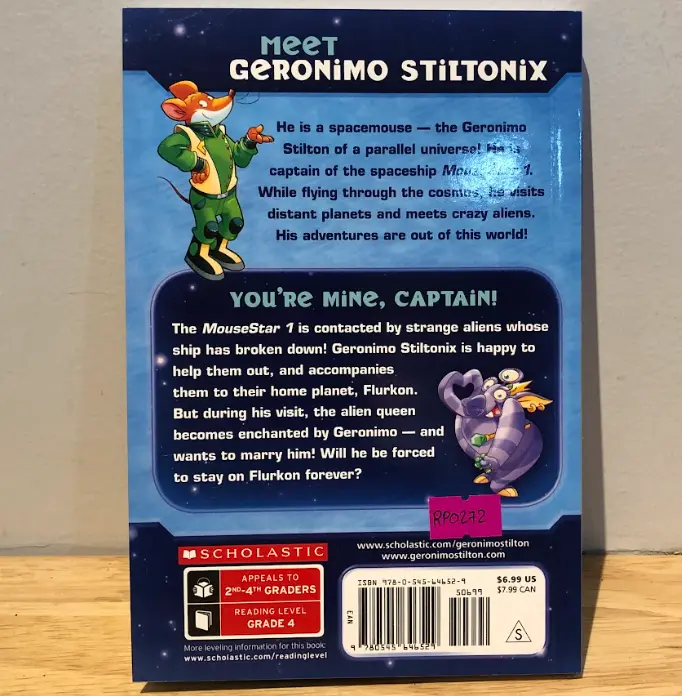 MEET
GERONIMO STILTONIX
He is a spacemouse — the Geronimo
Stilton of a parallel universe! He is
captain of the spaceship MouseStar 1.
While flying through the cosmos, he visits
distant planets and meets crazy aliens.
His adventures are out of this world!
YOU'RE MINE, CAPTAIN!
The MouseStar 1 is contacted by strange aliens whose
ship has broken down! Geronimo Stiltonix is happy to
help them out, and accompanies
them to their home planet, Flurkon.
But during his visit, the alien queen
becomes enchanted by Geronimo — and
wants to marry him! Will he be forced
to stay on Flurkon forever?
RP0272
SCHOLASTIC
www.scholastic.com/geronimostilton
www.geronimostilton.com
APPEALS TO
2ND-4TH GRADERS
READING LEVEL
GRADE 4
More leveling information for this book:
www.scholastic.com/readinglevel
ISBN 978-0-545-64652-9
50699
EAN
9 780545 646529
$6.99 US
$7.99 CAN
S